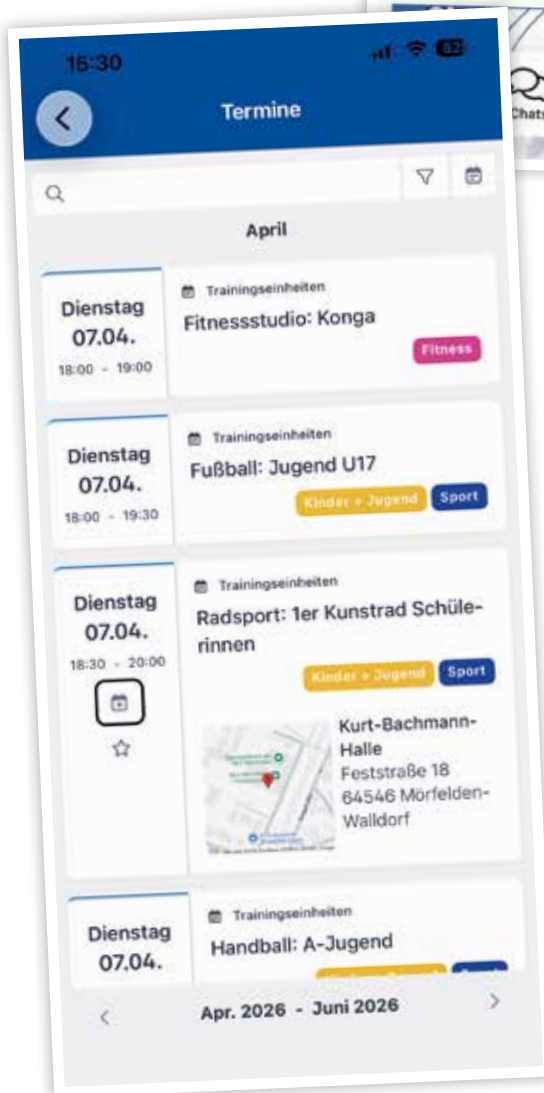 15:30
82
Termine
Chats
April
Dienstag
07.04.
18:00 - 19:00
Trainingseinheiten
Fitnessstudio: Konga
Fitness
Dienstag
07.04.
18:00 - 19:30
Trainingseinheiten
Fußball: Jugend U17
Kinder + Jugend
Sport
Dienstag
07.04.
18:30 - 20:00
Trainingseinheiten
Radsport: 1er Kunstrad Schüle-
rinnen
Kinder + Jugend
Sport
Kurt-Bachmann-
Halle
Feststraße 18
64546 Mörfelden-
Walldorf
Dienstag
07.04.
Trainingseinheiten
Handball: A-Jugend
Apr. 2026 - Juni 2026